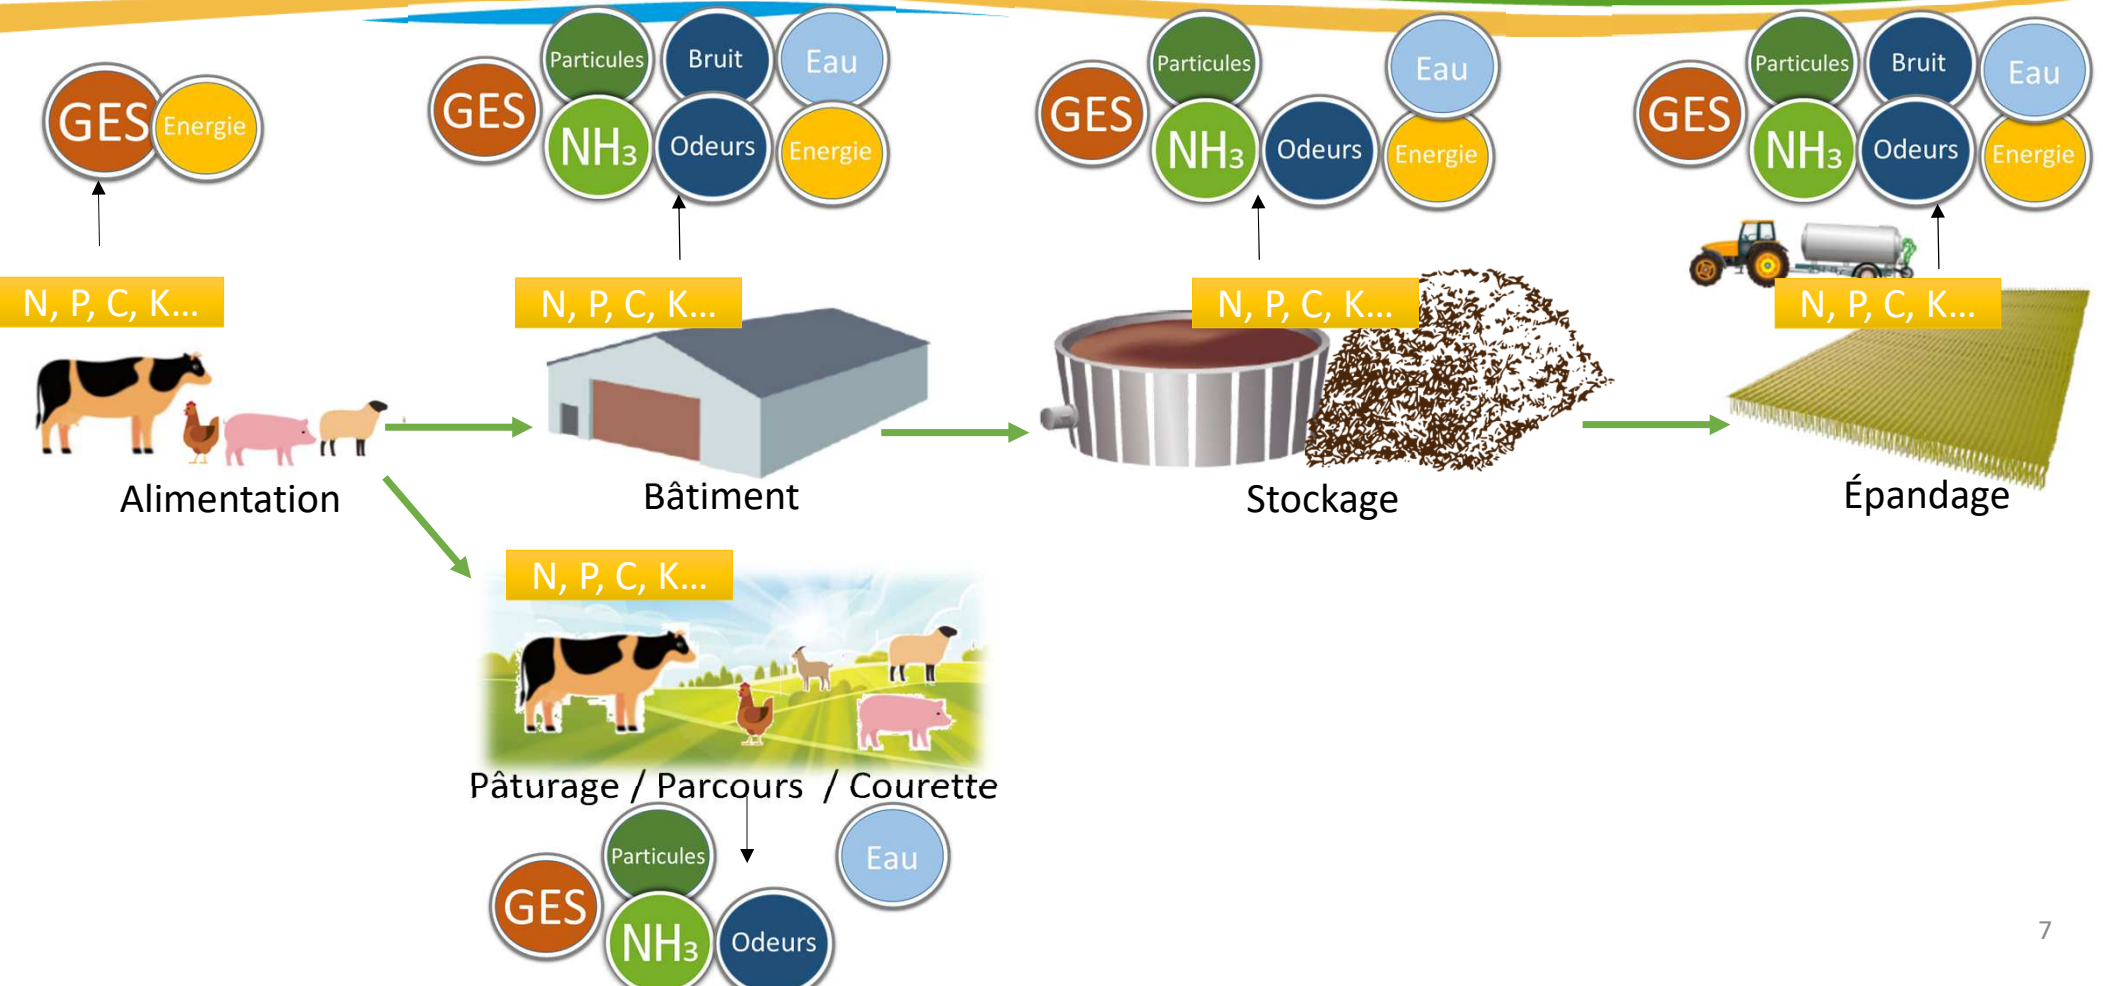 GES
Energie
GES
Particules
NH₃
Bruit
Odeurs
Eau
Energie
GES
Particules
NH₃
Odeurs
Eau
Energie
GES
Particules
NH₃
Bruit
Odeurs
Eau
Energie
N, P, C, K...
N, P, C, K...
N, P, C, K...
N, P, C, K...
Alimentation
Bâtiment
Stockage
Épandage
N, P, C, K...
Pâturage / Parcours / Courette
GES
Particules
NH₃
Odeurs
Eau
7